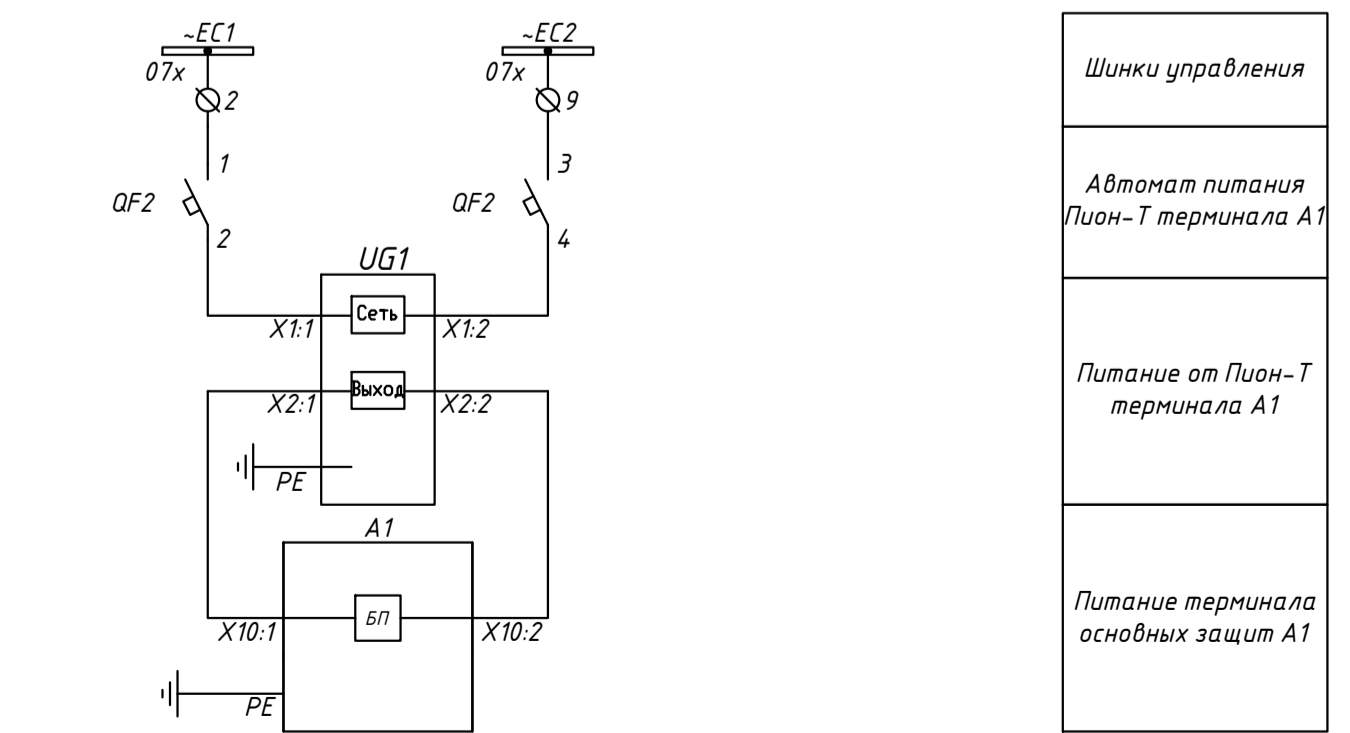 ~EC1
~EC2
Шинки управления
07х
07х
2
9
1
3
Автомат питания
Пион-Т терминала А1
QF2
QF2
2
4
UG1
Сеть
X1:1
X1:2
Питание от Пион-Т
терминала А1
Выход
X2:1
X2:2
PE
A1
Питание терминала
основных защит А1
БП
X10:1
X10:2
PE